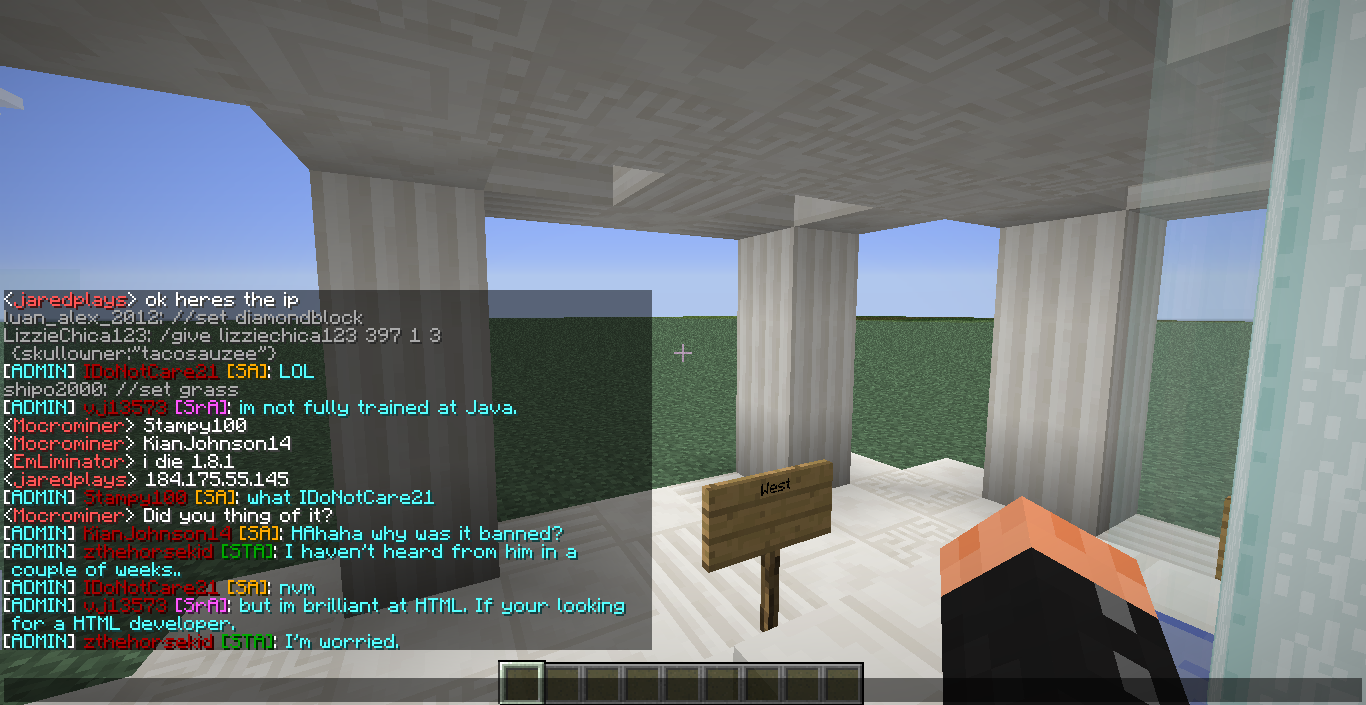 <jaredplays> ok heres the ip
luan_alex_2012: //set diamondblock
LizzieChica123: /give lizziechica123 397 1 3
{skullowner:"tacosauzee"}
[ADMIN] IDoNotCare21 [SA]: LOL
shipo2000: //set grass
[ADMIN] vj13573 [SrA]: im not fully trained at Java.
<Mocrominer> Stampy100
<Mocrominer> KianJohnson14
<EmLiminator> i die 1.8.1
<jaredplays> 184.175.55.145
[ADMIN] Stampy100 [SA]: what IDoNotCare21
<Mocrominer> Did you thing of it?
[ADMIN] KianJohnson14 [SA]: HAhaha why was it banned?
[ADMIN] zthehorsekid [STA]: I haven't heard from him in a
couple of weeks..
[ADMIN] IDoNotCare21 [SA]: nvm
[ADMIN] vj13573 [SrA]: but im brilliant at HTML. If your looking
for a HTML developer.
[ADMIN] zthehorsekid [STA]: I'm worried.
West